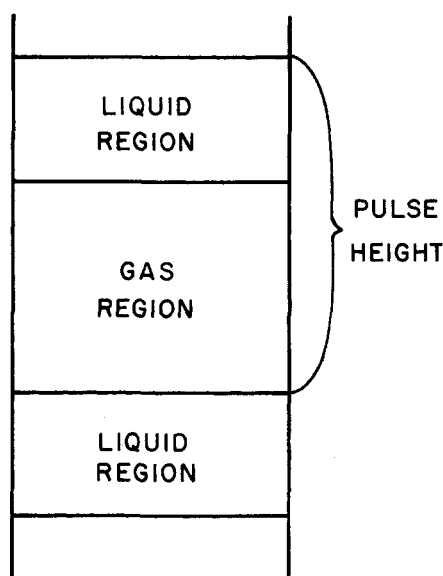 LIQUID
REGION
PULSE
HEIGHT
GAS
REGION
LIQUID
REGION